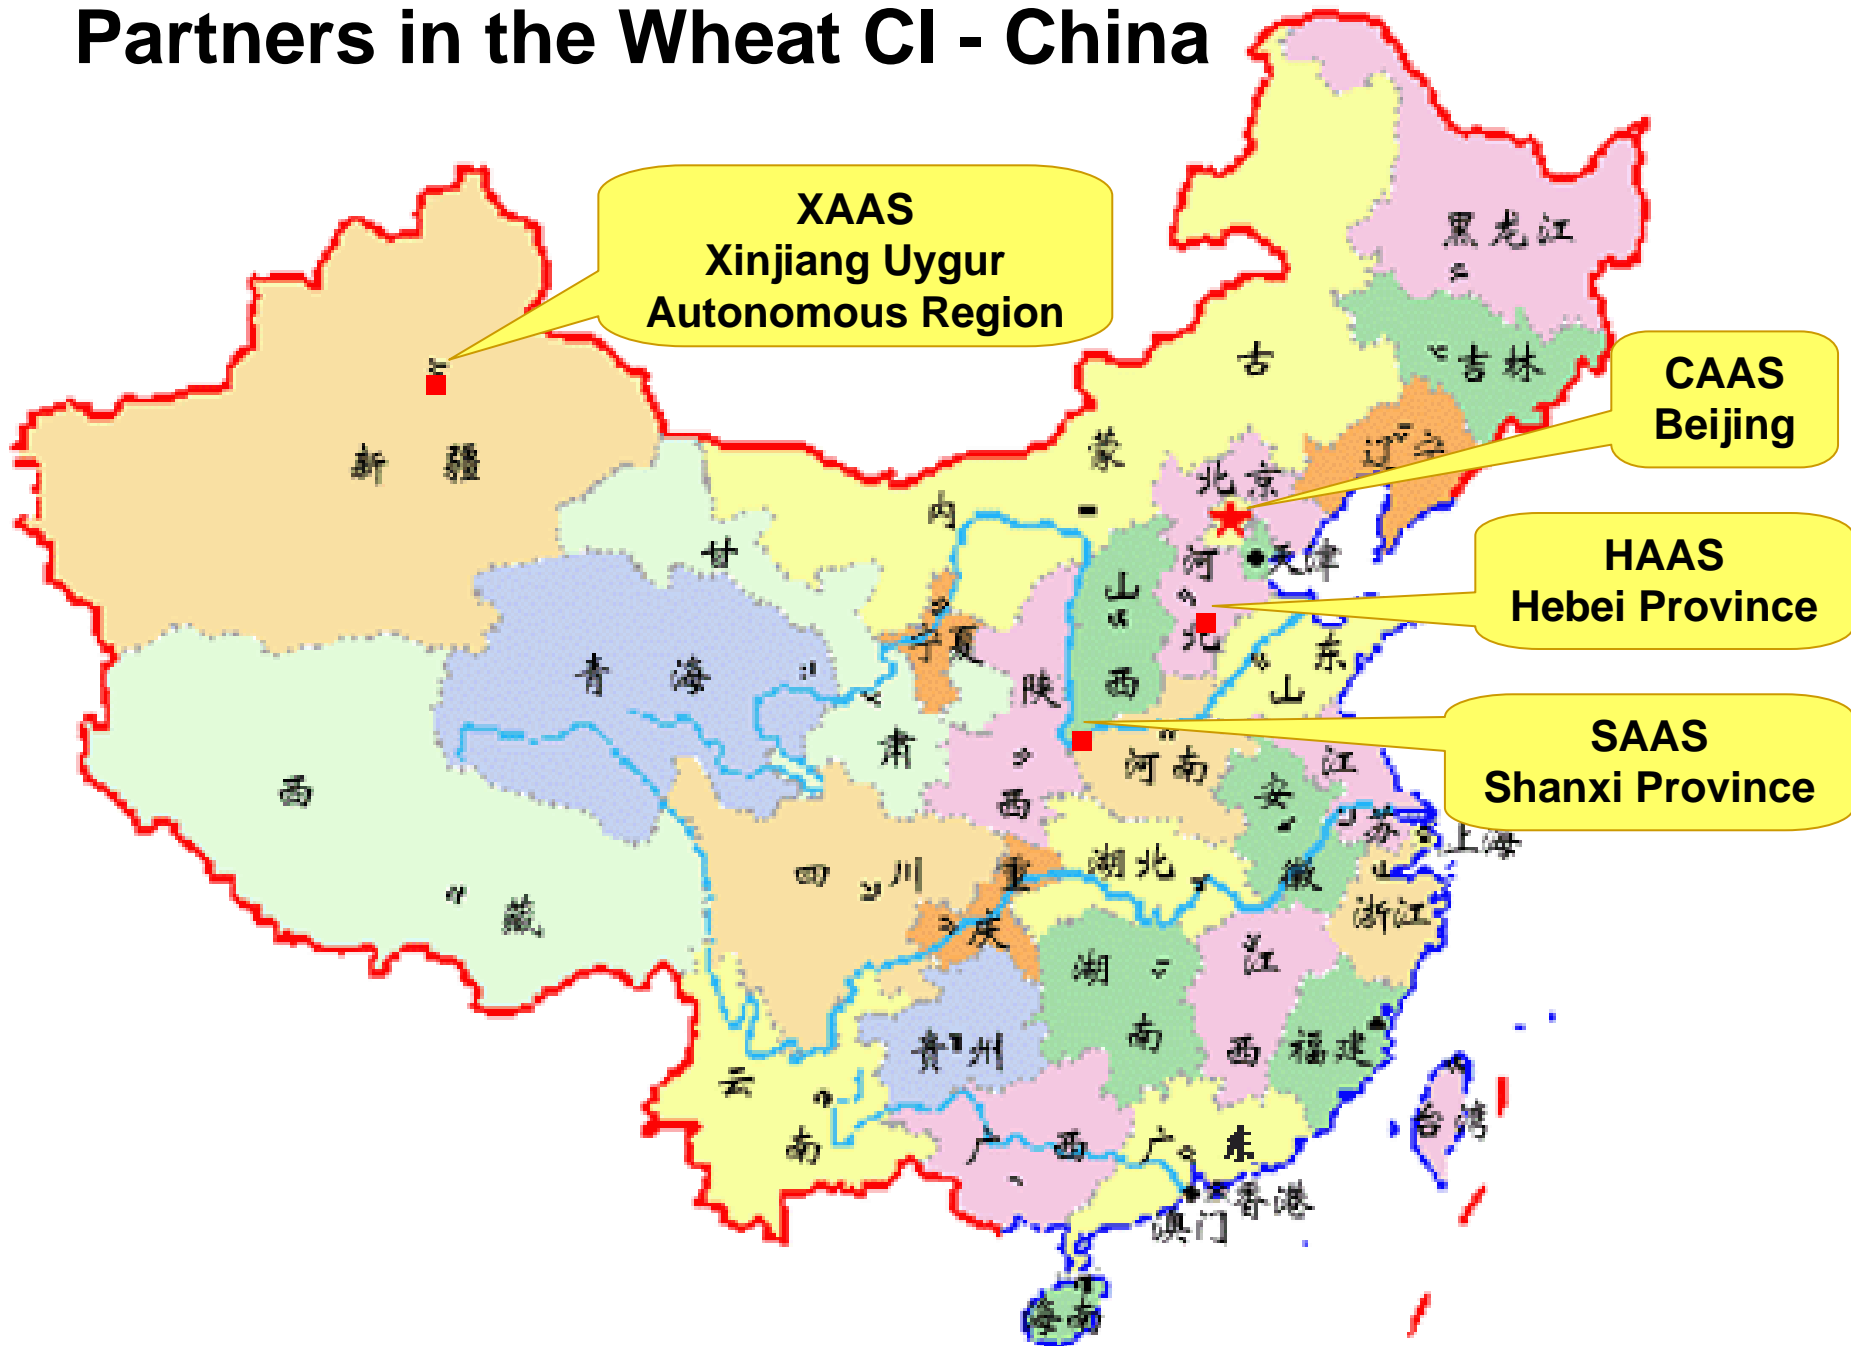 Partners in the Wheat CI - China
XAAS
Xinjiang Uygur
Autonomous Region
黑龙江
CAAS
Beijing
吉林
古
蒙
内
辽宁
北京
新疆
甘
天津
HAAS
Hebei Province
河
北
山
西
宁夏
青海
陕
西
东
山
SAAS
Shanxi Province
肃
河南
江
苏
安
徽
上海
西
藏
四川
重
庆
湖北
浙江
湖
南
江
西
福建
贵州
云
南
广西
广东
台湾
香港
澳门
海南